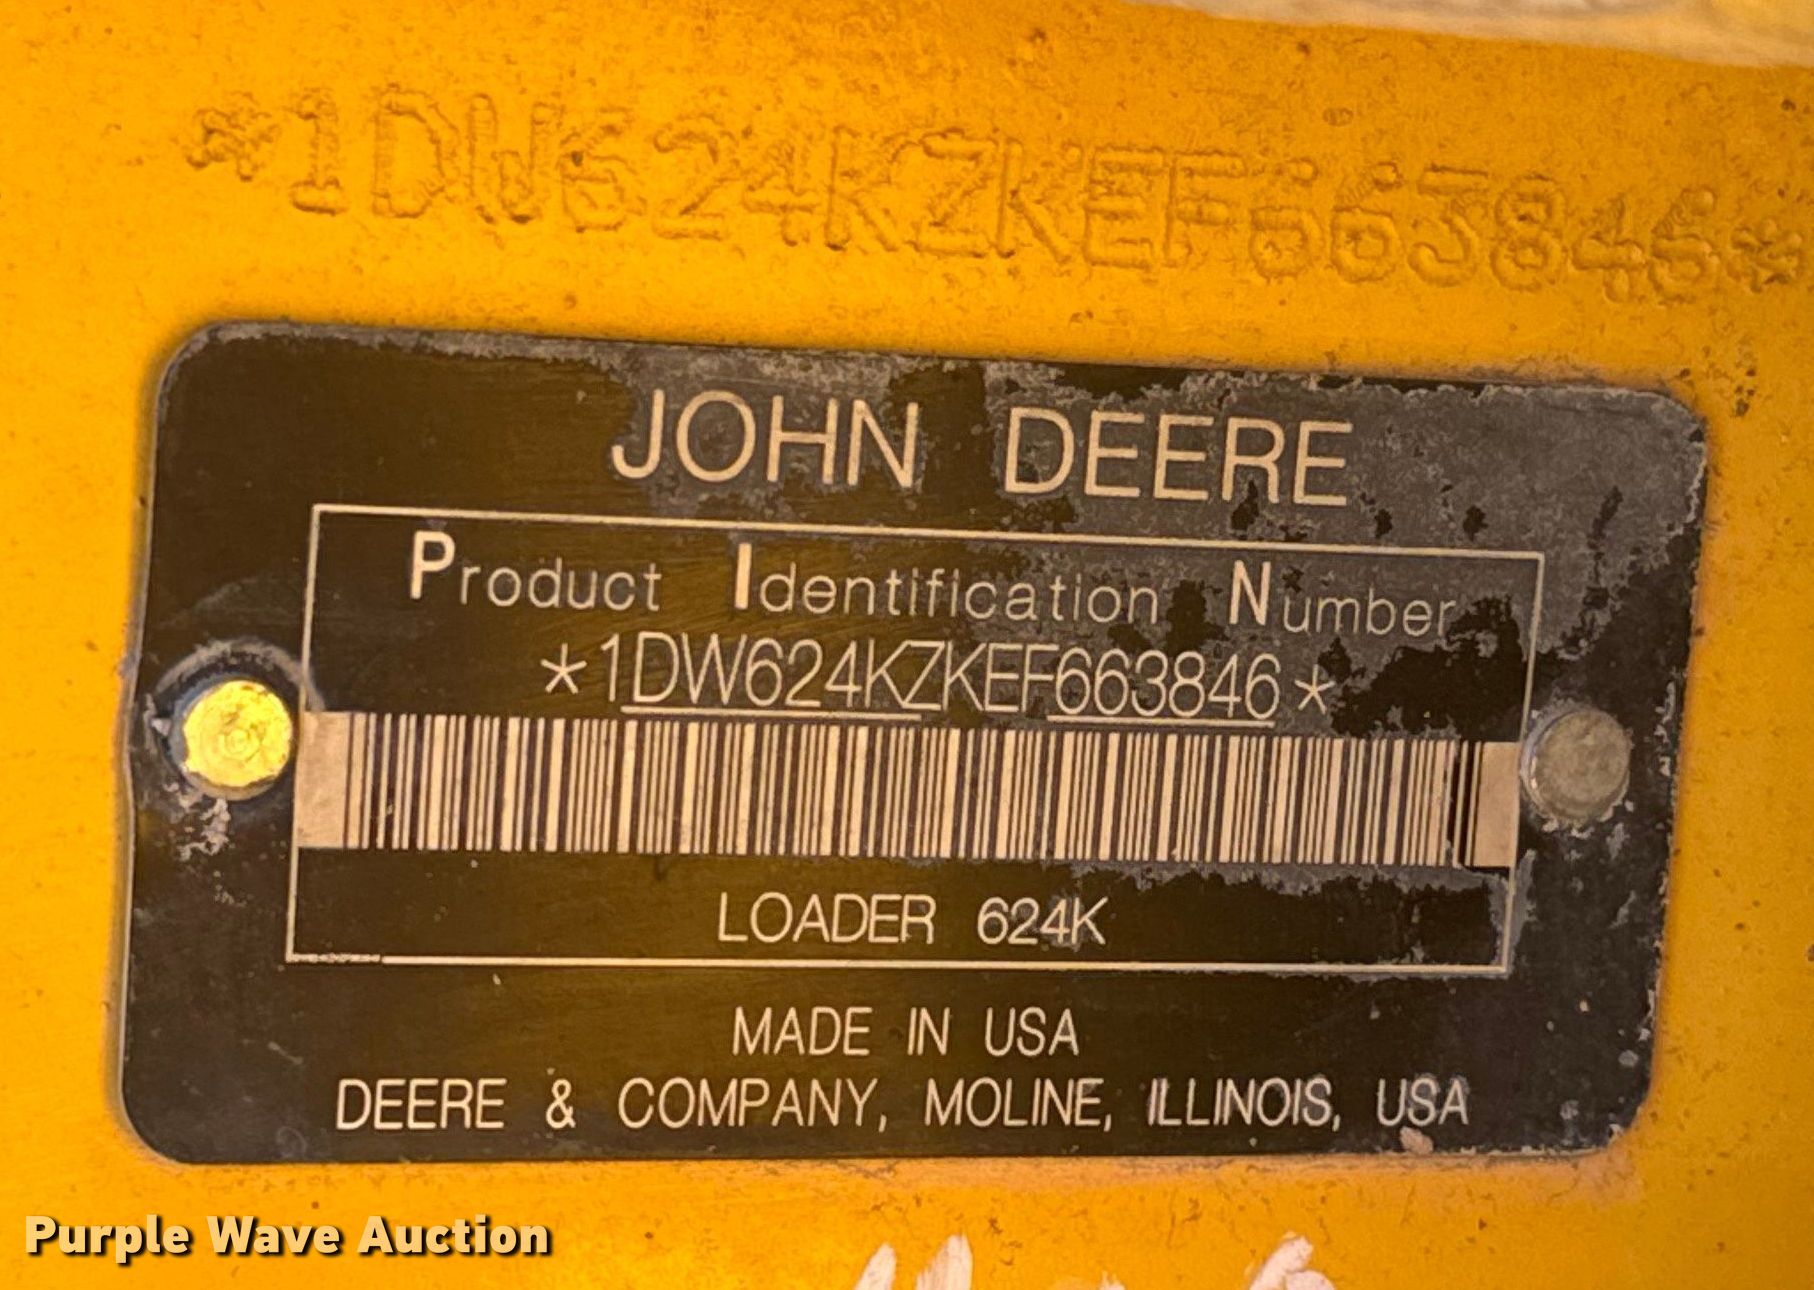 *1DW624KZKEF663846*
JOHN DEERE
Product Identification Number
*1DW624KZKEF663846*
LOADER 624K
MADE IN USA
DEERE & COMPANY, MOLINE, ILLINOIS, USA
Purple Wave Auction